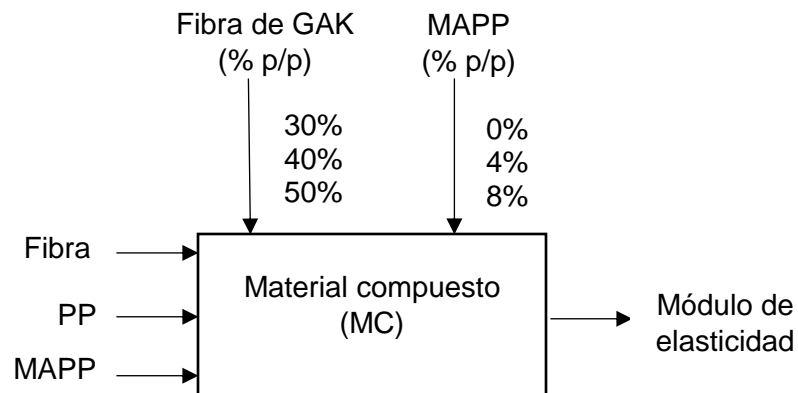 Fibra de GAK
(% p/p)
MAPP
(% p/p)
30%
40%
50%
0%
4%
8%
Fibra
PP
MAPP
Material compuesto
(MC)
Módulo de
elasticidad